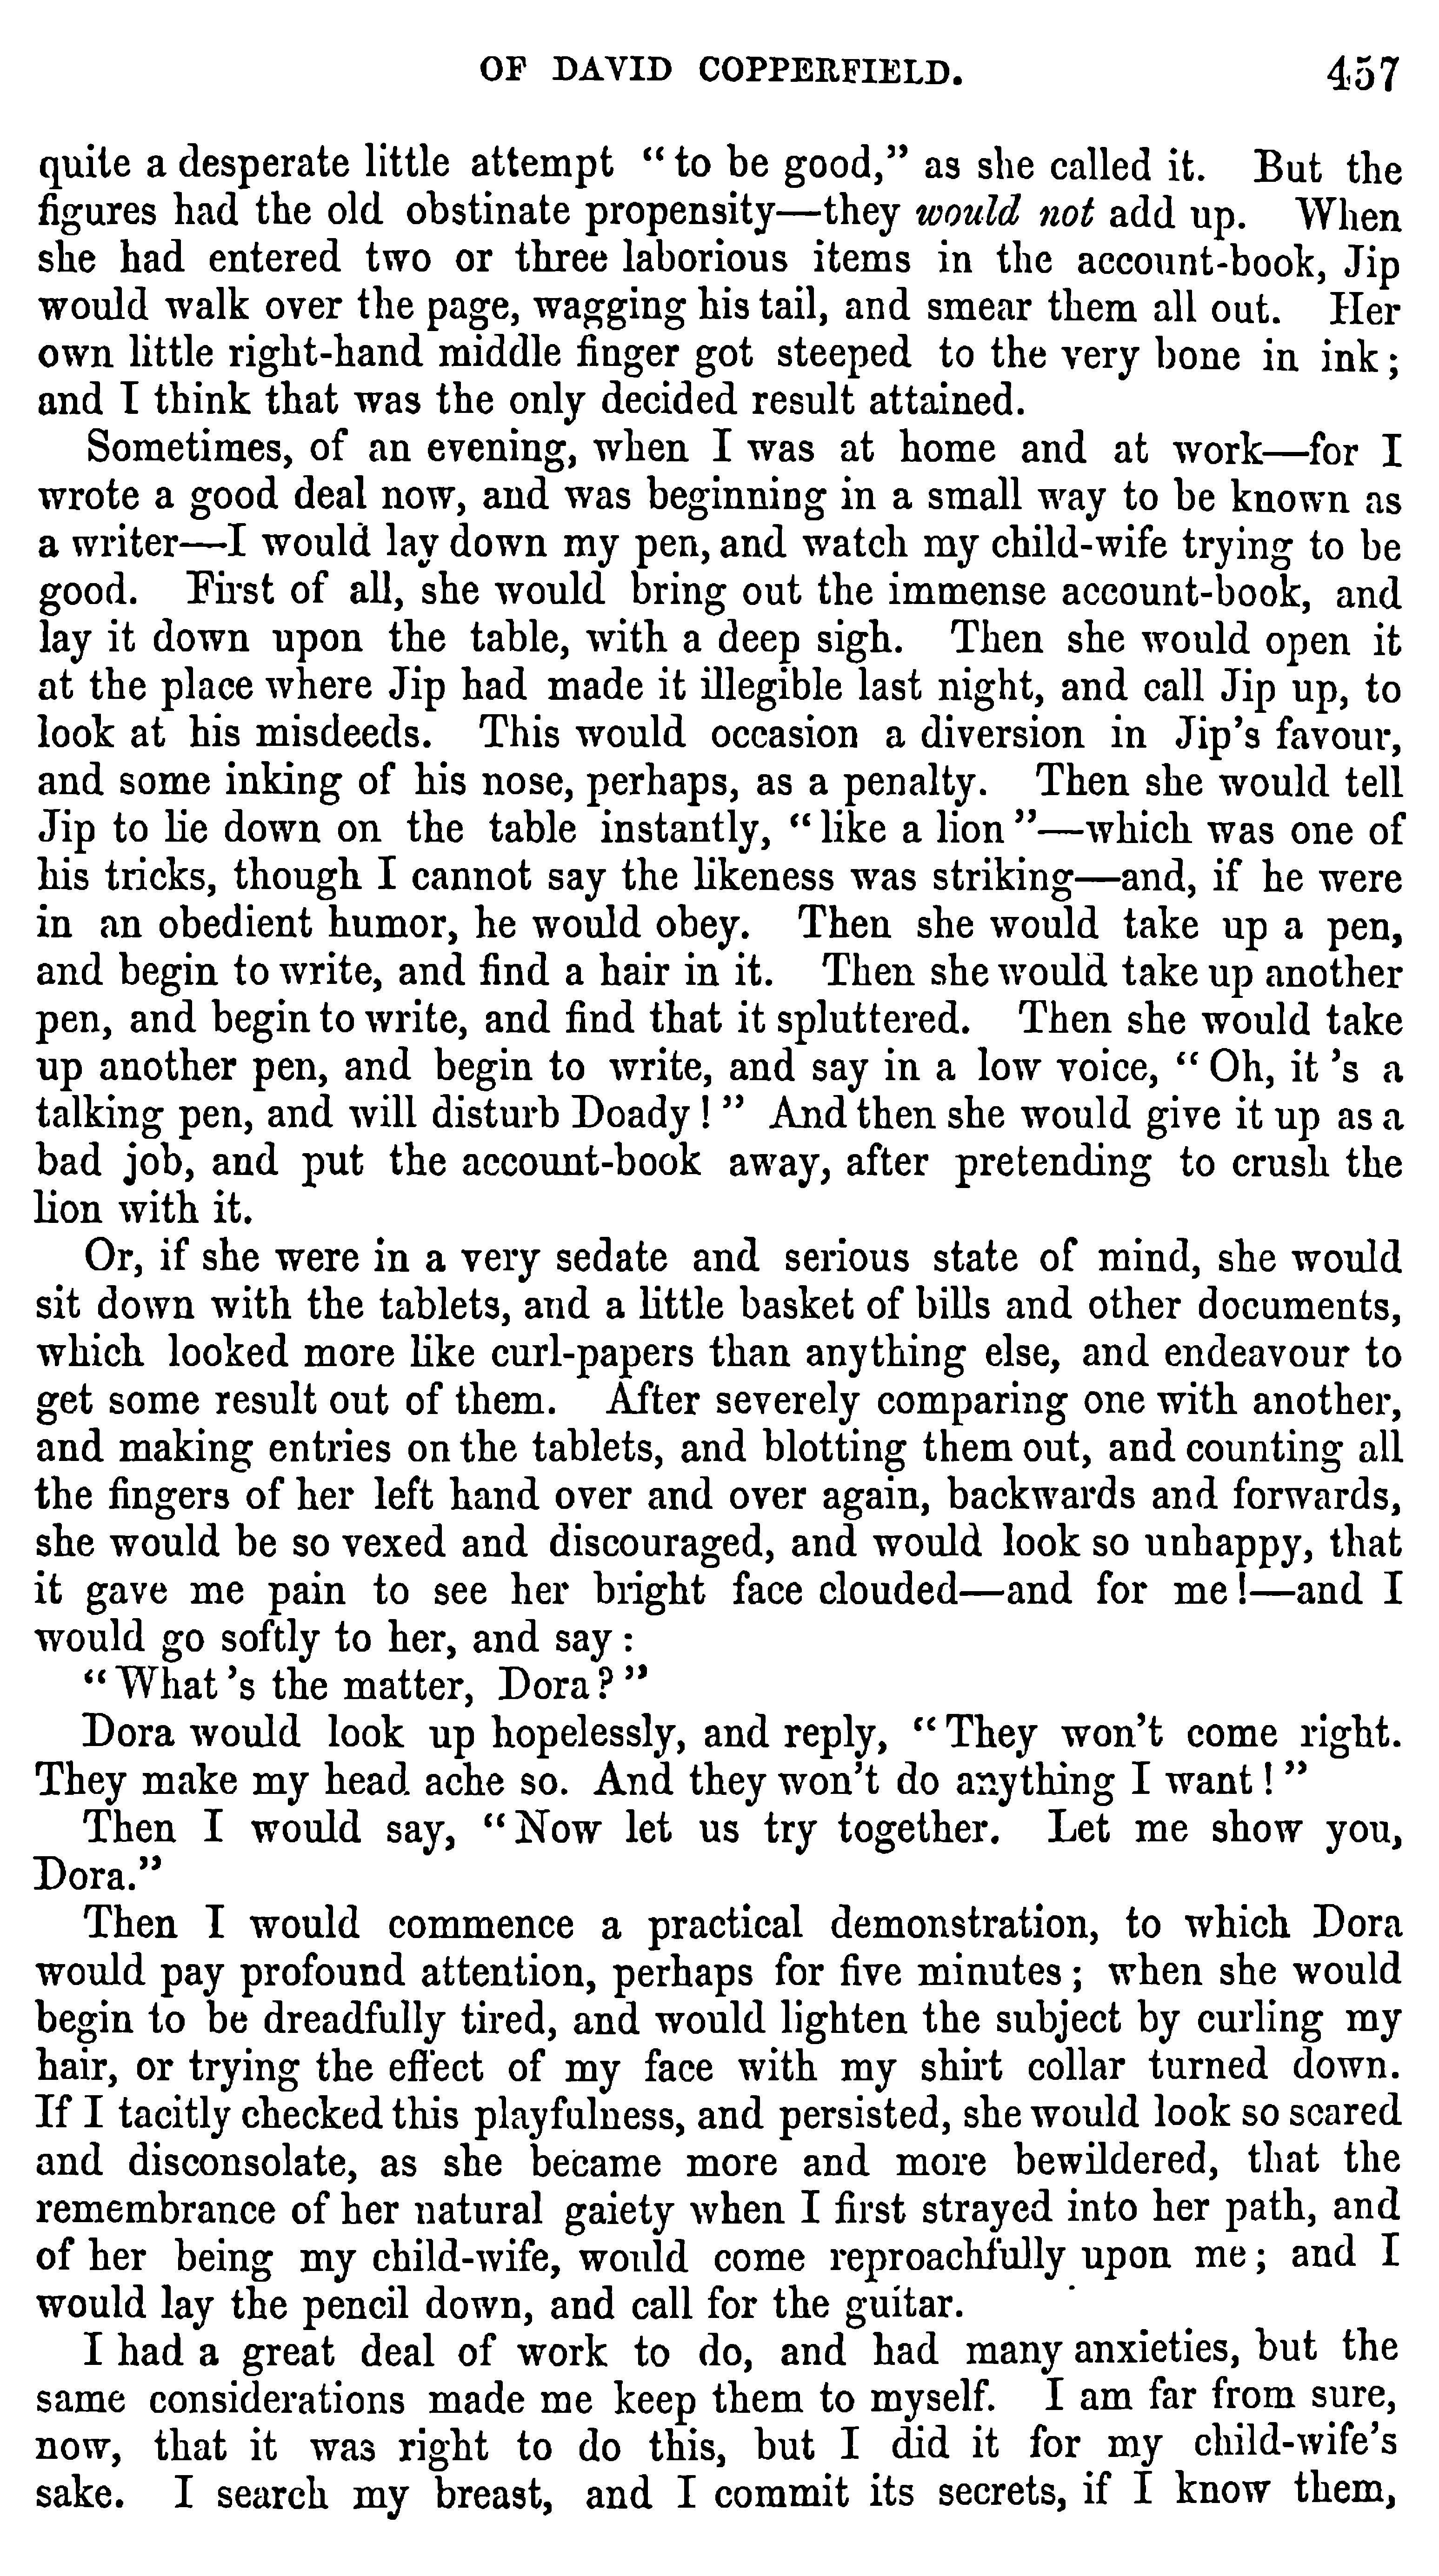 OF DAVID COPPERFIELD. 457
quite a desperate little attempt “to be good,” as she called it. But the
figures had the old obstinate propensity—they would not add up. When
she had entered two or three laborious items in the account-book, Jip
would walk over the page, wagging his tail, and smear them all out. Her
own little right-hand middle finger got steeped to the very bone in ink;
and I think that was the only decided result attained.
Sometimes, of an evening, when I was at home and at work—for I
wrote a good deal now, and was beginning in a small way to be known as
a writer—I would lay down my pen, and watch my child-wife trying to be
good. First of all, she would bring out the immense account-book, and
lay it down upon the table, with a deep sigh. Then she would open it
at the place where Jip had made it illegible last night, and call Jip up, to
look at his misdeeds. This would occasion a diversion in Jip’s favour,
and some inking of his nose, perhaps, as a penalty. Then she would tell
Jip to lie down on the table instantly, “like a lion”—which was one of
his tricks, though I cannot say the likeness was striking—and, if he were
in an obedient humor, he would obey. Then she would take up a pen,
and begin to write, and find a hair in it. Then she would take up another
pen, and begin to write, and find that it spluttered. Then she would take
up another pen, and begin to write, and say in a low voice, “Oh, it ’s a
talking pen, and will disturb Doady!” And then she would give it up as a
bad job, and put the account-book away, after pretending to crush the
lion with it.
Or, if she were in a very sedate and serious state of mind, she would
sit down with the tablets, and a little basket of bills and other documents,
which looked more like curl-papers than anything else, and endeavour to
get some result out of them. After severely comparing one with another,
and making entries on the tablets, and blotting them out, and counting all
the fingers of her left hand over and over again, backwards and forwards,
she would be so vexed and discouraged, and would look so unhappy, that
it gave me pain to see her bright face clouded—and for me!—and I
would go softly to her, and say:
“What ’s the matter, Dora?”
Dora would look up hopelessly, and reply, “They won’t come right.
They make my head ache so. And they won’t do anything I want!”
Then I would say, “Now let us try together. Let me show you,
Dora.”
Then I would commence a practical demonstration, to which Dora
would pay profound attention, perhaps for five minutes; when she would
begin to be dreadfully tired, and would lighten the subject by curling my
hair, or trying the effect of my face with my shirt collar turned down.
If I tacitly checked this playfulness, and persisted, she would look so scared
and disconsolate, as she became more and more bewildered, that the
remembrance of her natural gaiety when I first strayed into her path, and
of her being my child-wife, would come reproachfully upon me; and I
would lay the pencil down, and call for the guitar.
I had a great deal of work to do, and had many anxieties, but the
same considerations made me keep them to myself. I am far from sure,
now, that it was right to do this, but I did it for my child-wife’s
sake. I search my breast, and I commit its secrets, if I know them,